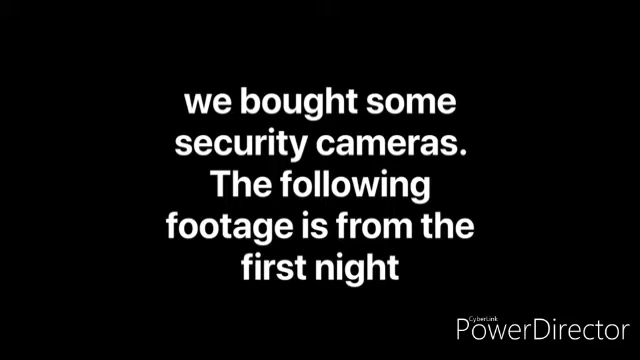 we bought some
security cameras.
The following
footage is from the
first night
CyberLink
PowerDirector